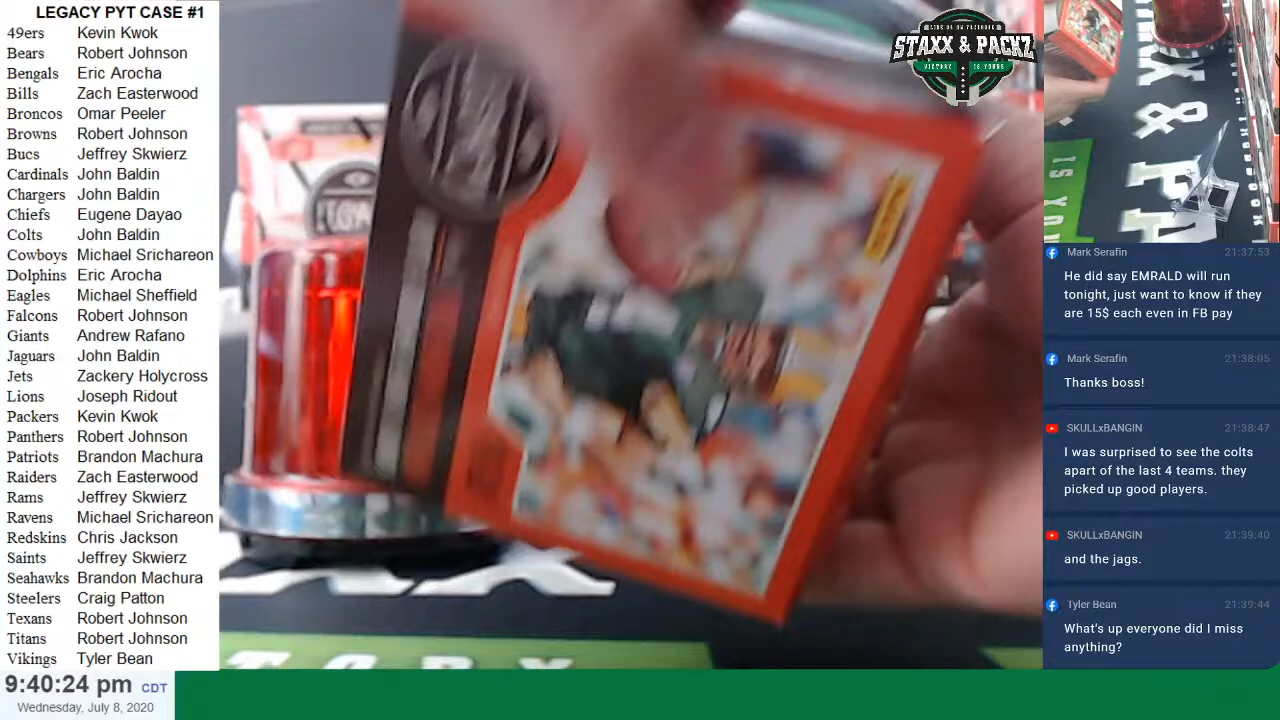 LEGACY PYT CASE #1
49ers Kevin Kwok
Bears Robert Johnson
Bengals Eric Arocha
Bills Zach Easterwood
Broncos Omar Peeler
Browns Robert Johnson
Bucs Jeffrey Skwierz
Cardinals John Baldin
Chargers John Baldin
Chiefs Eugene Dayao
Colts John Baldin
Cowboys Michael Srichareon
Dolphins Eric Arocha
Eagles Michael Sheffield
Falcons Robert Johnson
Giants Andrew Rafano
Jaguars John Baldin
Jets Zackery Holycross
Lions Joseph Ridout
Packers Kevin Kwok
Panthers Robert Johnson
Patriots Brandon Machura
Raiders Zach Easterwood
Rams Jeffrey Skwierz
Ravens Michael Srichareon
Redskins Chris Jackson
Saints Jeffrey Skwierz
Seahawks Brandon Machura
Steelers Craig Patton
Texans Robert Johnson
Titans Robert Johnson
Vikings Tyler Bean
9:40:24 pm CDT
Wednesday, July 8, 2020
LIKE US ON FACEBOOK
STAXX & PACKZ
VICTORY IS YOURS
IS YO
Mark Serafin 21:37:53
He did say EMRALD will run
tonight, just want to know if they
are 15$ each even in FB pay
Mark Serafin 21:38:05
Thanks boss!
SKULLxBANGIN 21:38:47
I was surprised to see the colts
apart of the last 4 teams. they
picked up good players.
SKULLxBANGIN 21:39:40
and the jags.
Tyler Bean 21:39:44
What's up everyone did I miss
anything?